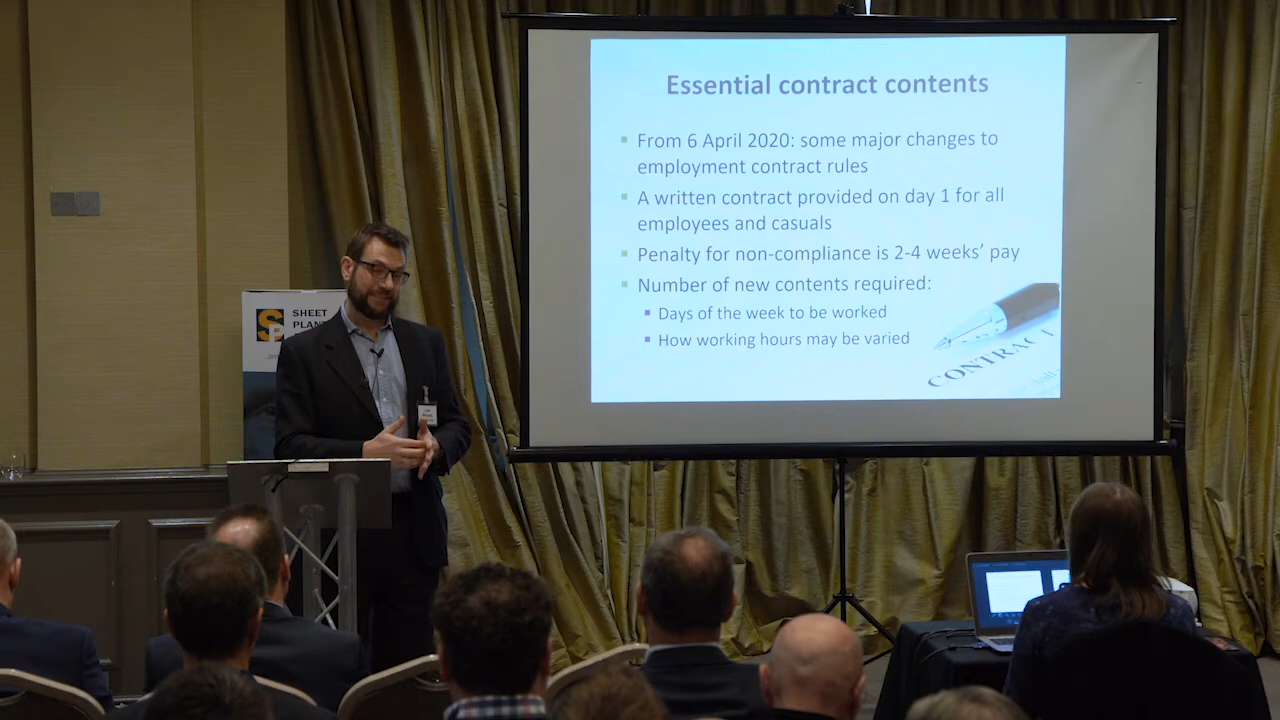 Essential contract contents
From 6 April 2020: some major changes to
employment contract rules
A written contract provided on day 1 for all
employees and casuals
Penalty for non-compliance is 2-4 weeks' pay
Number of new contents required:
Days of the week to be worked
How working hours may be varied
CONTRACT
SHEET
PLANT
SP